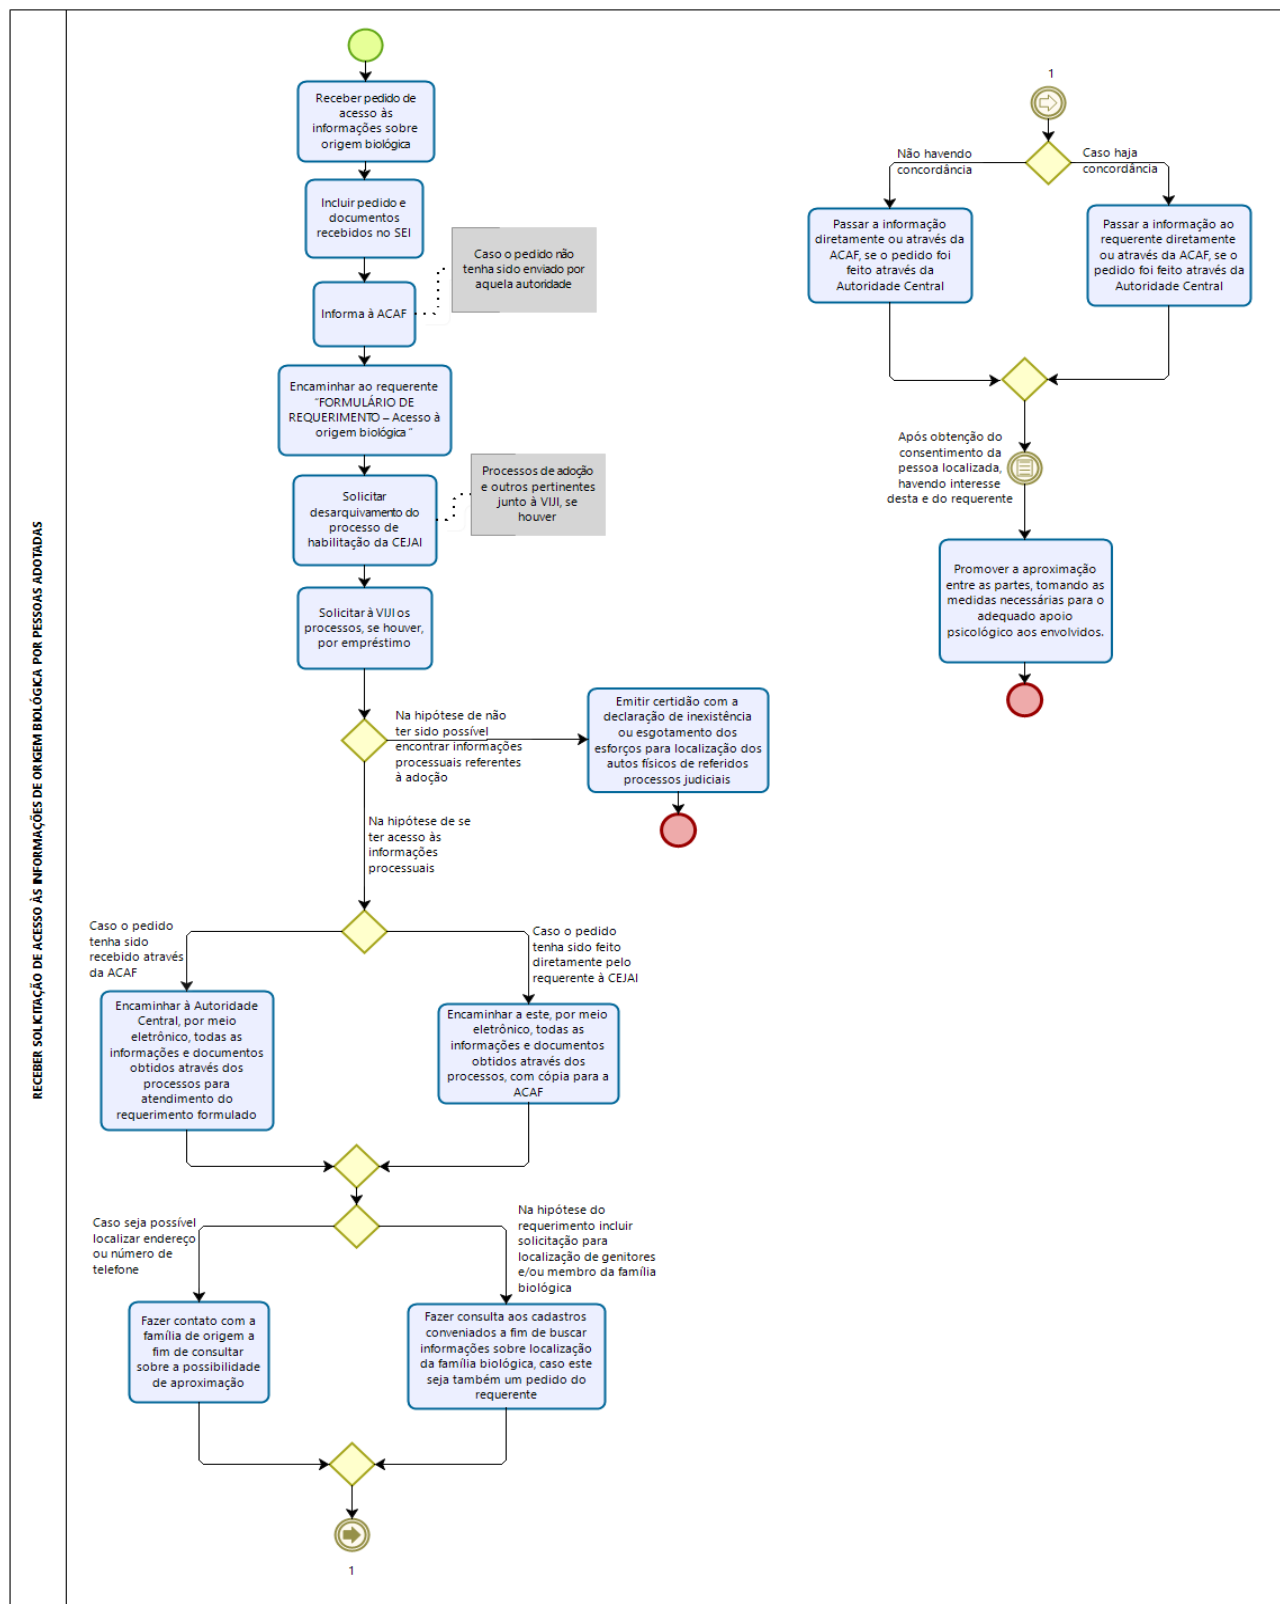 RECEBER SOLICITAÇÃO DE ACESSO ÀS INFORMAÇÕES DE ORIGEM BIOLÓGICA POR PESSOAS ADOTADAS
Receber pedido de
acesso às
informações sobre
origem biológica
Incluir pedido e
documentos
recebidos no SEI
Caso o pedido não
tenha sido enviado por
aquela autoridade
Informa à ACAF
Encaminhar ao requerente
"FORMULÁRIO DE
REQUERIMENTO – Acesso à
origem biológica"
Processos de adoção
e outros pertinentes
junto à VIJI, se
houver
Solicitar
desarquivamento do
processo de
habilitação da CEJAI
Solicitar à VIJI os
processos, se houver,
por empréstimo
Na hipótese de não
ter sido possível
encontrar informações
processuais referentes
à adoção
Emitir certidão com a
declaração de inexistência
ou esgotamento dos
esforços para localização dos
autos físicos de referidos
processos judiciais
Na hipótese de se
ter acesso às
informações
processuais
Caso o pedido
tenha sido
recebido através
da ACAF
Caso o pedido
tenha sido feito
diretamente pelo
requerente à CEJAI
Encaminhar à Autoridade
Central, por meio
eletrônico, todas as
informações e documentos
obtidos através dos
processos para
atendimento do
requerimento formulado
Encaminhar a este, por meio
eletrônico, todas as
informações e documentos
obtidos através dos
processos, com cópia para a
ACAF
Caso seja possível
localizar endereço
ou número de
telefone
Na hipótese do
requerimento incluir
solicitação para
localização de genitores
e/ou membro da família
biológica
Fazer contato com a
família de origem a
fim de consultar
sobre a possibilidade
de aproximação
Fazer consulta aos cadastros
conveniados a fim de buscar
informações sobre localização
da família biológica, caso este
seja também um pedido do
requerente
1
1
Não havendo
concordância
Caso haja
concordância
Passar a informação
diretamente ou através da
ACAF, se o pedido foi
feito através da
Autoridade Central
Passar a informação ao
requerente diretamente
ou através da ACAF, se o
pedido foi feito através da
Autoridade Central
Após obtenção do
consentimento da
pessoa localizada,
havendo interesse
desta e do requerente
Promover a aproximação
entre as partes, tomando as
medidas necessárias para o
adequado apoio
psicológico aos envolvidos.